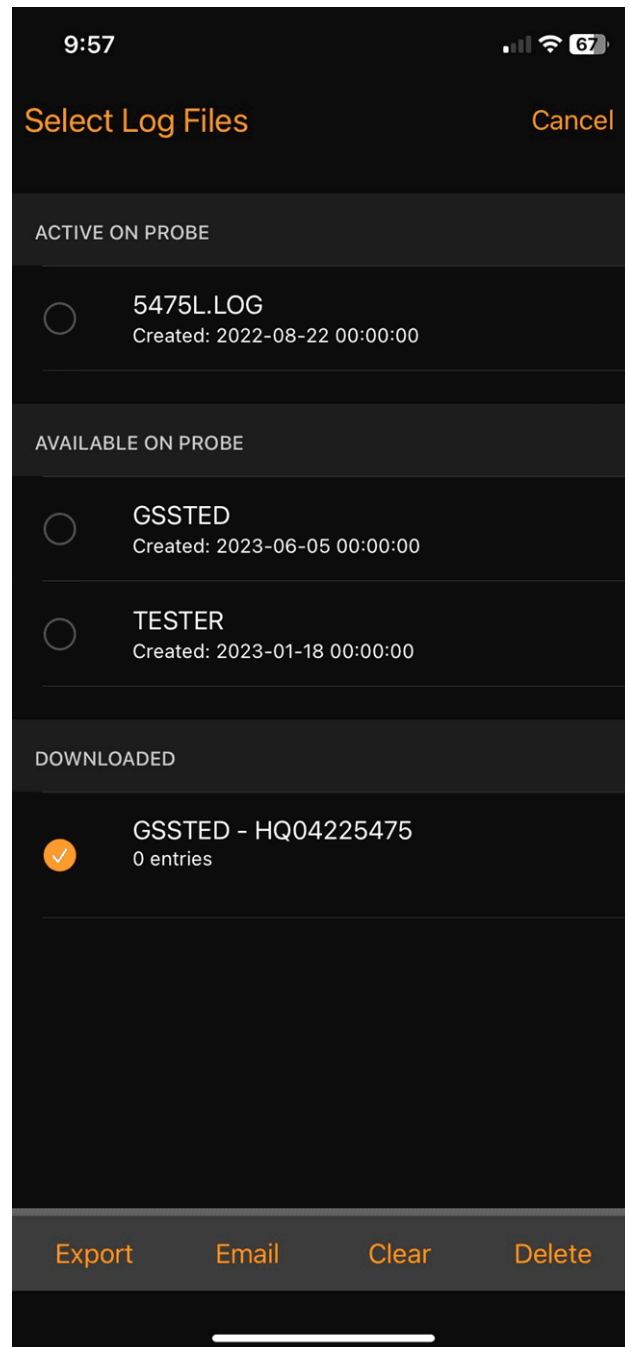 9:57
67
Select Log Files
Cancel
ACTIVE ON PROBE
5475L.LOG
Created: 2022-08-22 00:00:00
AVAILABLE ON PROBE
GSSTED
Created: 2023-06-05 00:00:00
TESTER
Created: 2023-01-18 00:00:00
DOWNLOADED
GSSTED - HQ04225475
0 entries
Export
Email
Clear
Delete